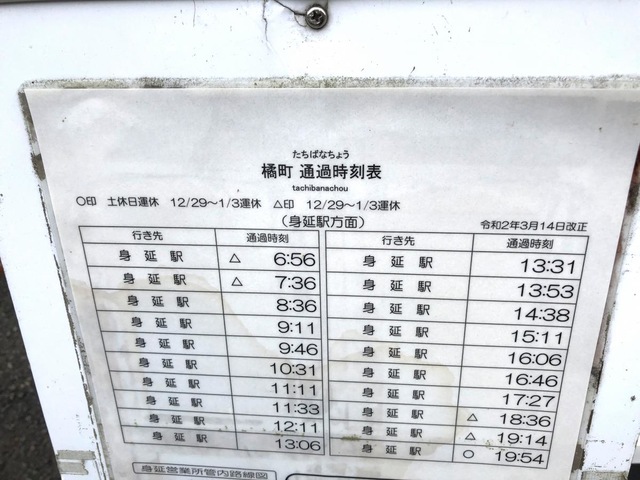 たちばなちょう
橘町 通過時刻表
tachibanachou
○印 土休日運休 12/29〜1/3運休 △印 12/29〜1/3運休
(身延駅方面)
令和2年3月14日改正
行き先 通過時刻
身延駅 △ 6:56
身延駅 △ 7:36
身延駅 8:36
身延駅 9:11
身延駅 9:46
身延駅 10:31
身延駅 11:11
身延駅 11:33
身延駅 12:11
身延駅 13:06
行き先 通過時刻
身延駅 13:31
身延駅 13:53
身延駅 14:38
身延駅 15:11
身延駅 16:06
身延駅 16:46
身延駅 17:27
身延駅 △ 18:36
身延駅 △ 19:14
身延駅 ○ 19:54
身延営業所管内路線図